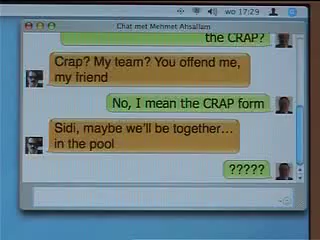 wo 17:29
Chat met Mehmet Ahsallam
the CRAP?
Crap? My team? You offend me,
my friend
No, I mean the CRAP form
Sidi, maybe we'll be together...
in the pool
?????